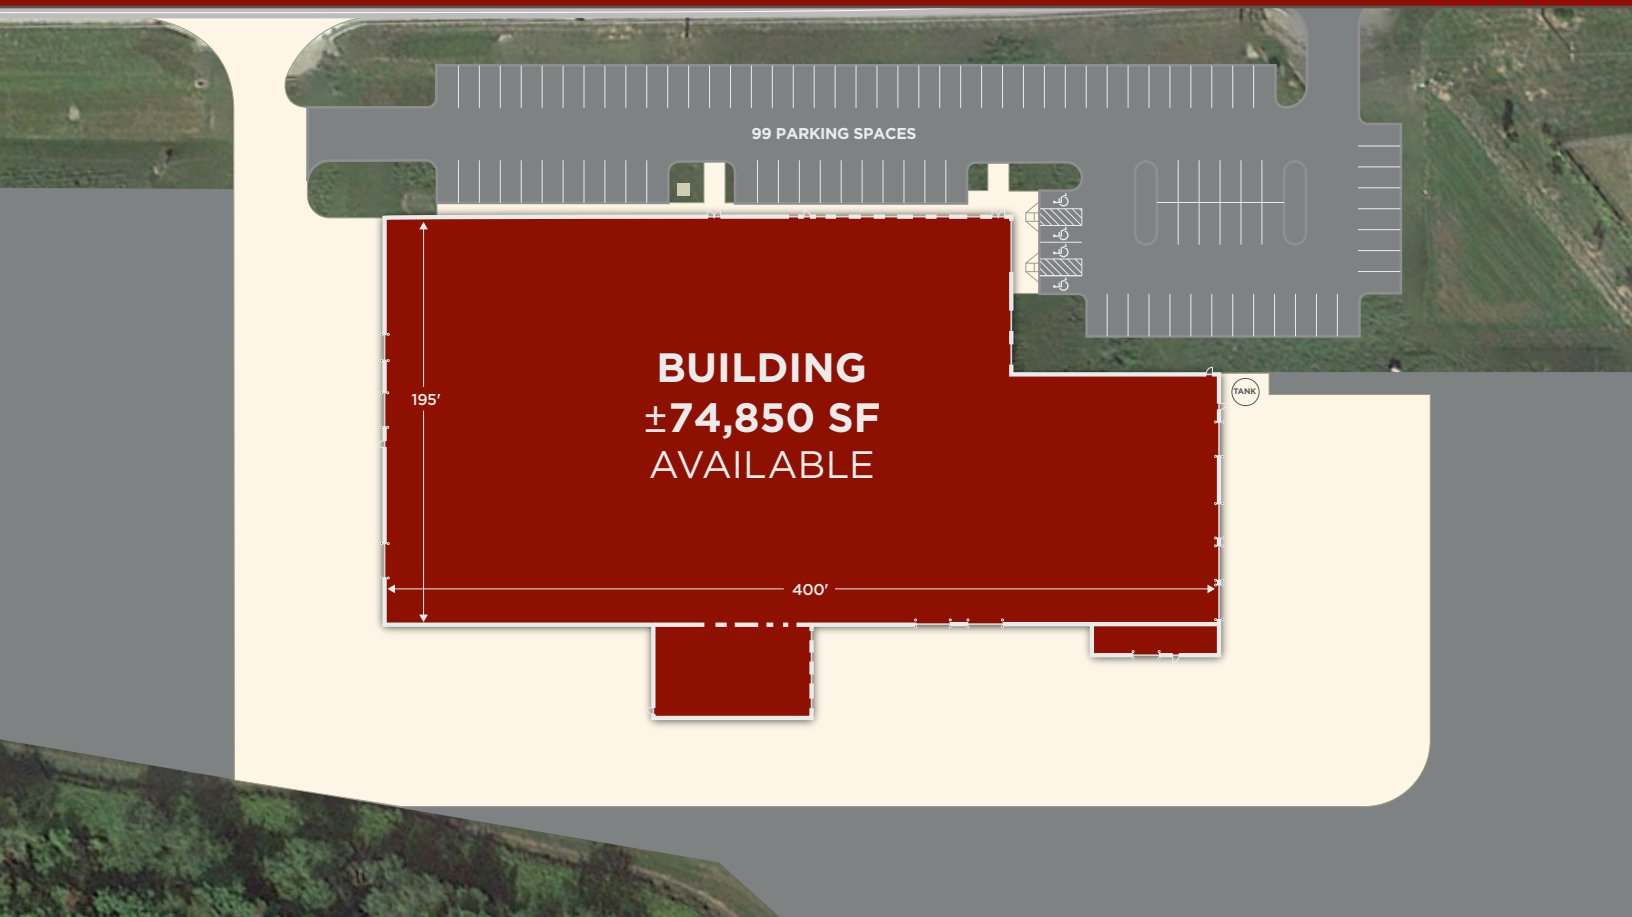 99 PARKING SPACES
BUILDING
±74,850 SF
AVAILABLE
195'
400'
TANK